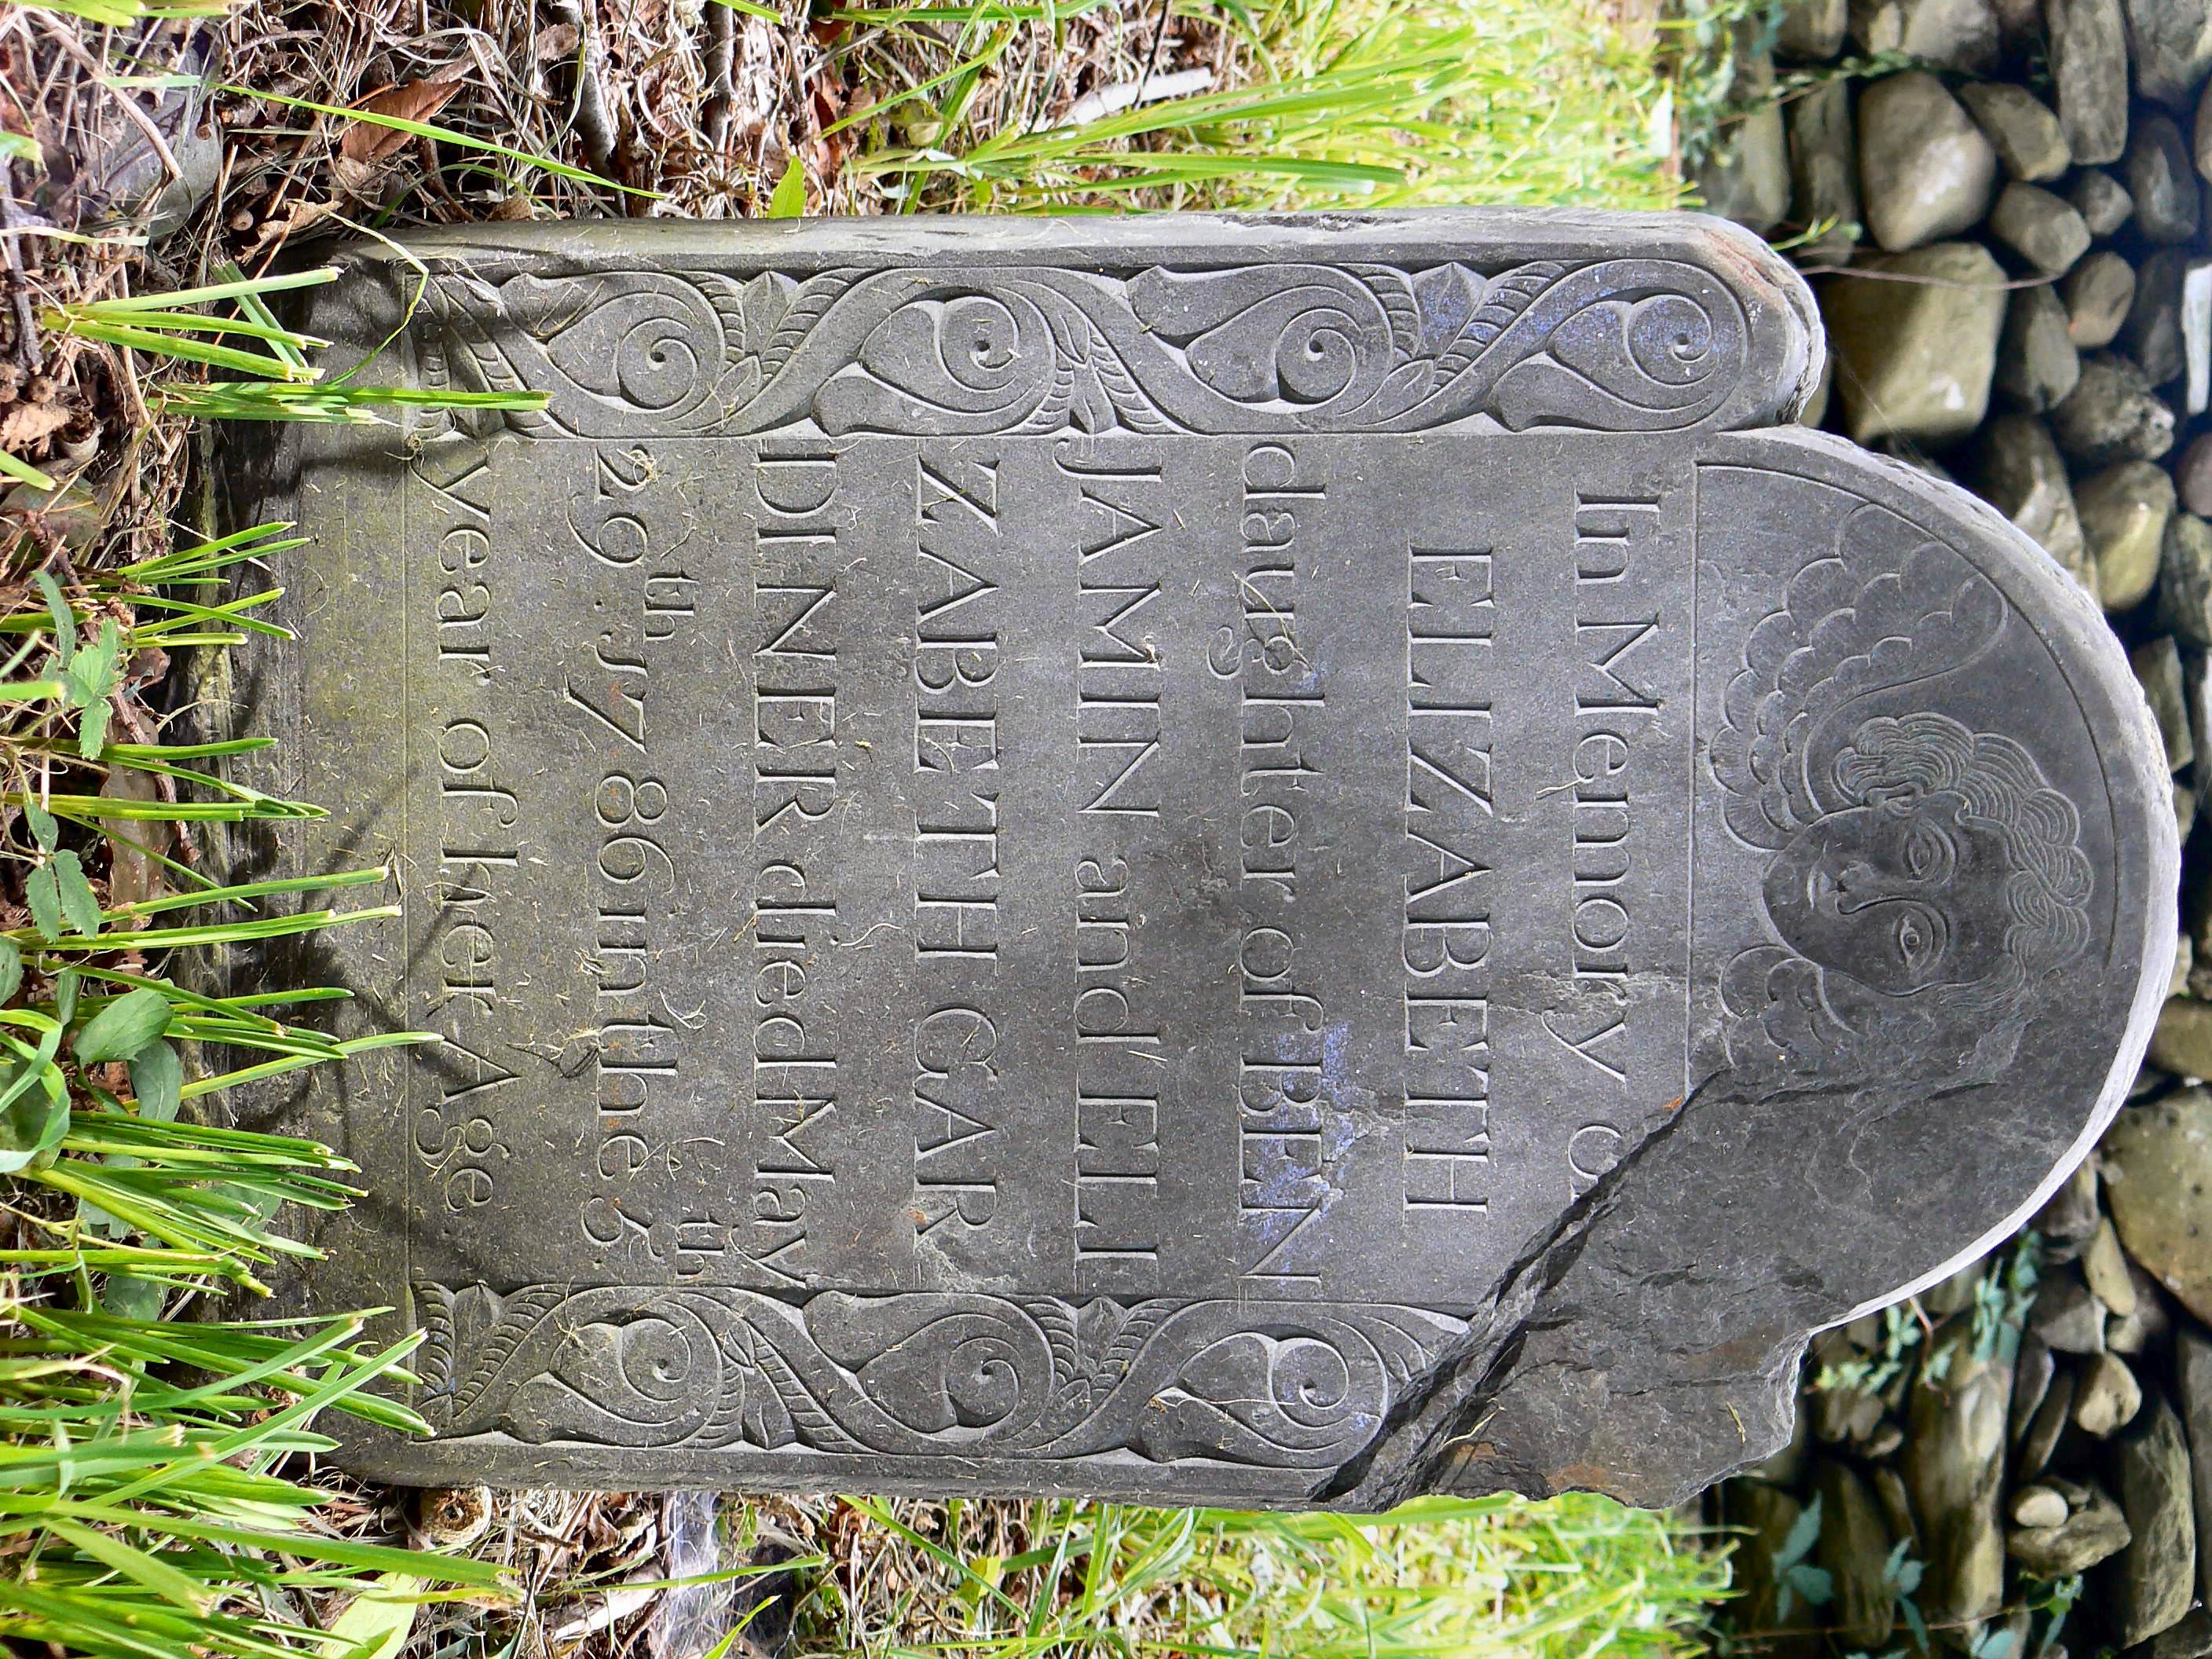 In Memory o
ELIZABETH
daughter of BEN
JAMIN and ELI
ZABETH GAR
DINER died May
29th 1786 in the 5th
year of her Age